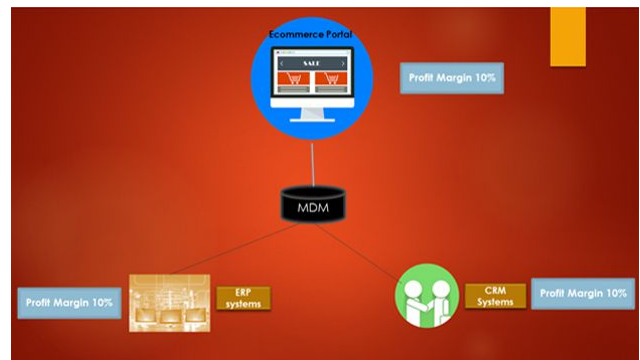 Ecommerce Portal
SALE
Profit Margin 10%
MDM
Profit Margin 10%
ERP
systems
CRM
Systems
Profit Margin 10%